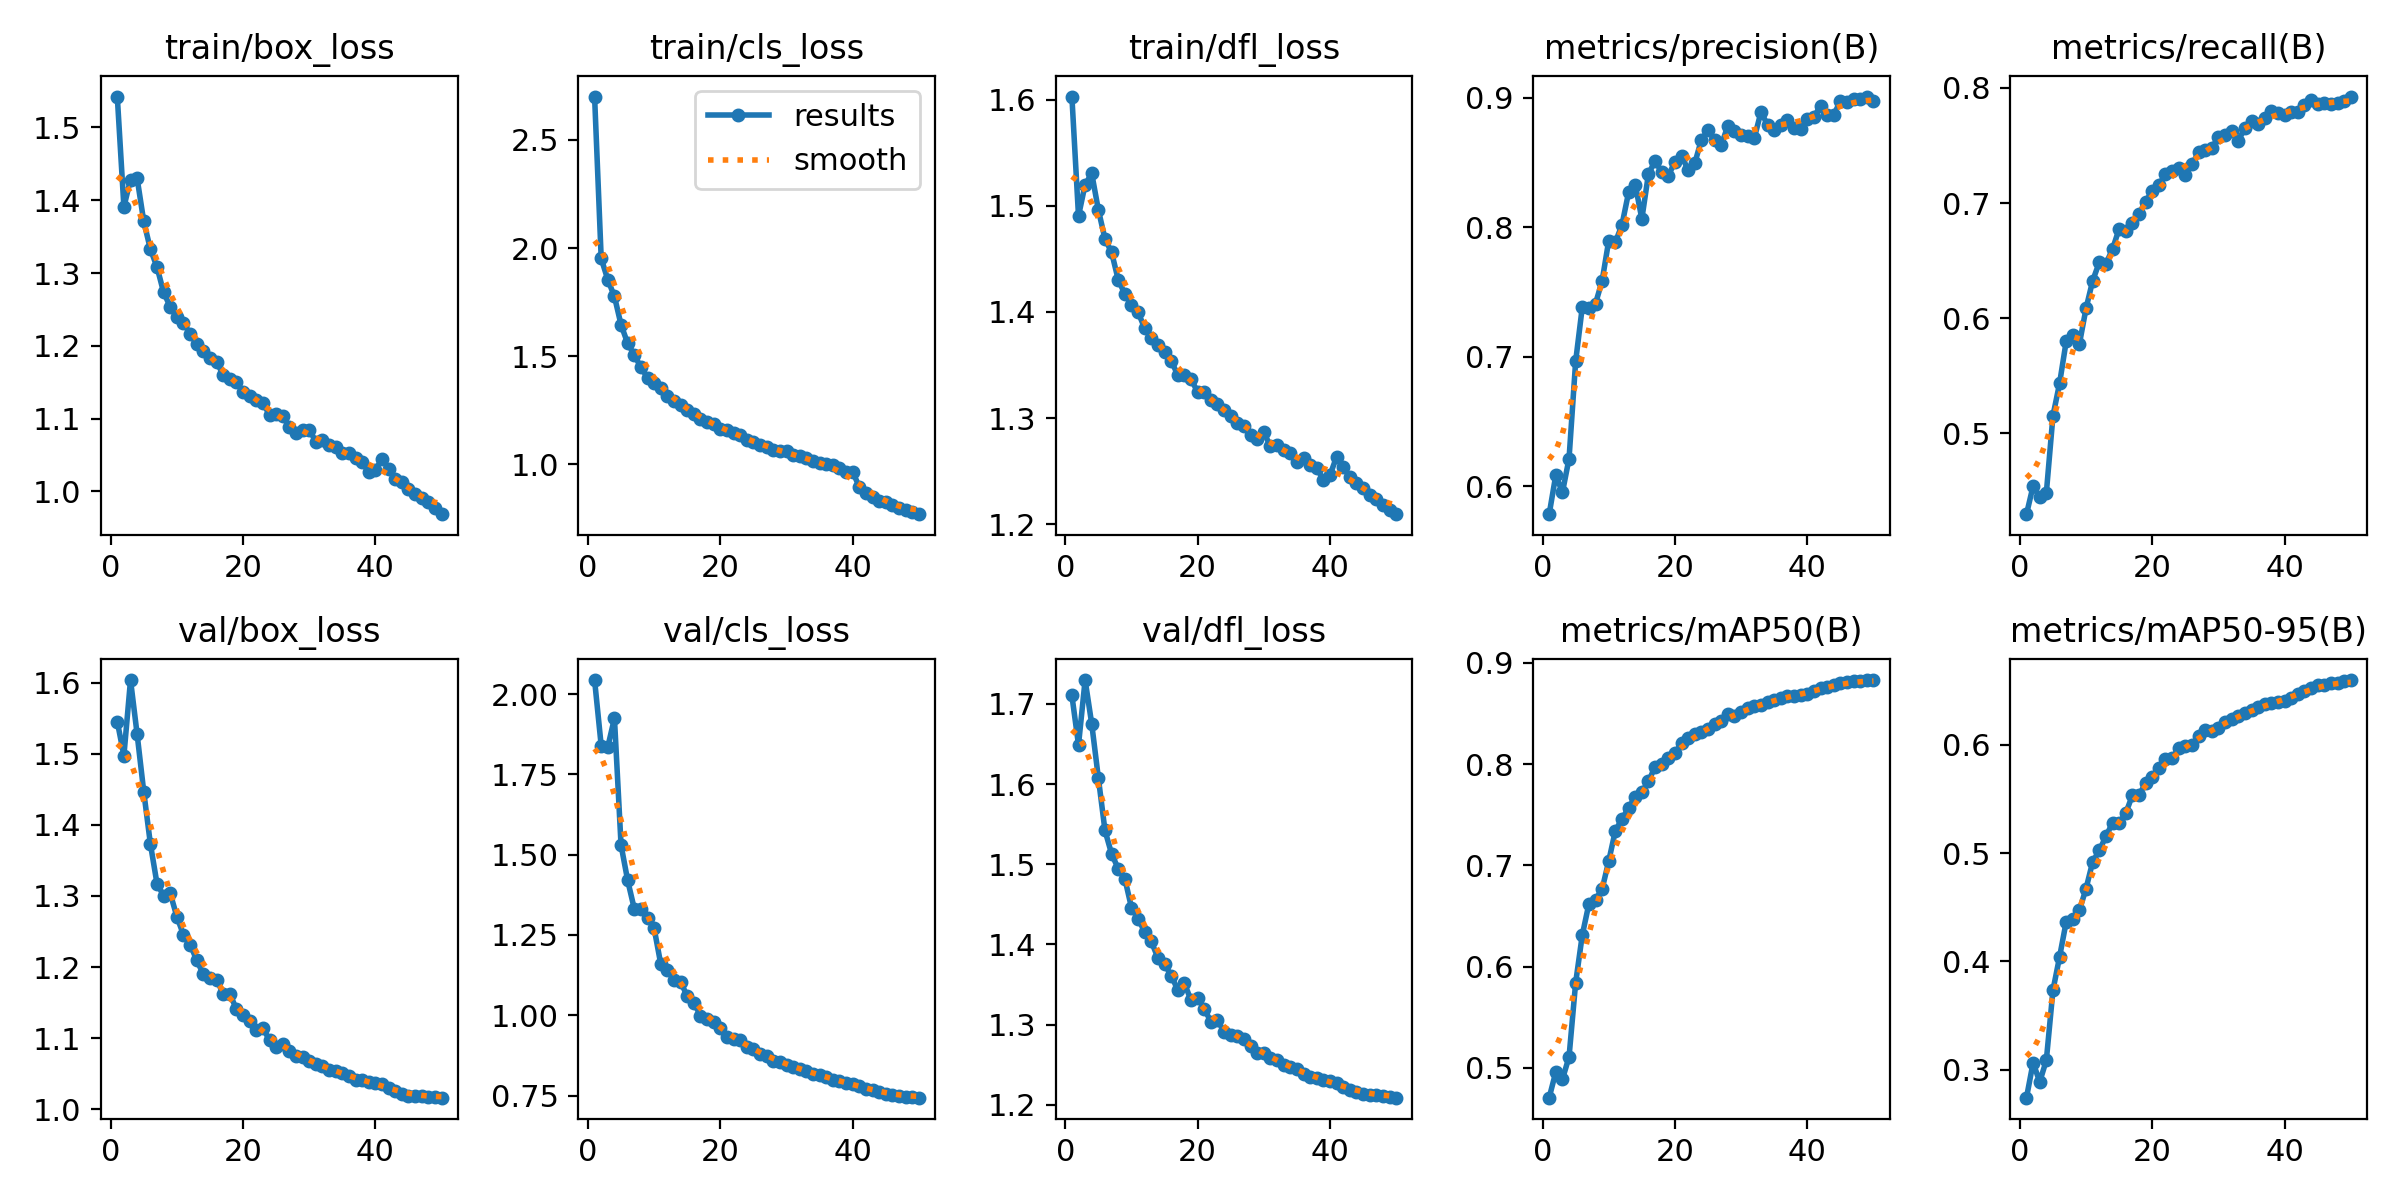 train/box_loss
1.5
1.4
1.3
1.2
1.1
1.0
0 20 40
train/cls_loss
results
smooth
2.5
2.0
1.5
1.0
0 20 40
train/dfl_loss
1.6
1.5
1.4
1.3
1.2
0 20 40
metrics/precision(B)
0.9
0.8
0.7
0.6
0 20 40
metrics/recall(B)
0.8
0.7
0.6
0.5
0 20 40
val/box_loss
1.6
1.5
1.4
1.3
1.2
1.1
1.0
0 20 40
val/cls_loss
2.00
1.75
1.50
1.25
1.00
0.75
0 20 40
val/dfl_loss
1.7
1.6
1.5
1.4
1.3
1.2
0 20 40
metrics/mAP50(B)
0.9
0.8
0.7
0.6
0.5
0 20 40
metrics/mAP50-95(B)
0.6
0.5
0.4
0.3
0 20 40